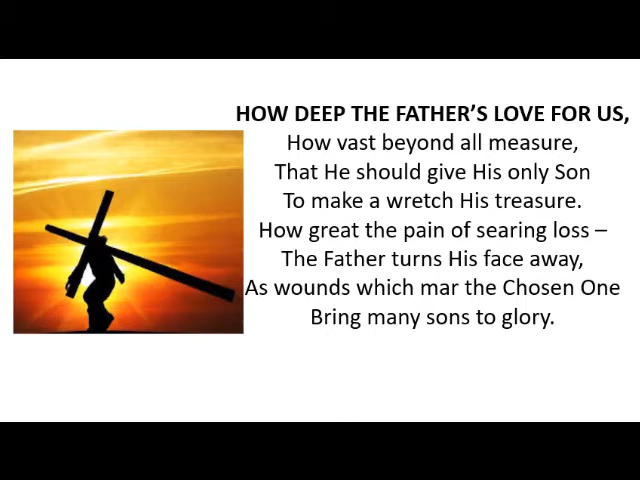 HOW DEEP THE FATHER’S LOVE FOR US,
How vast beyond all measure,
That He should give His only Son
To make a wretch His treasure.
How great the pain of searing loss –
The Father turns His face away,
As wounds which mar the Chosen One
Bring many sons to glory.